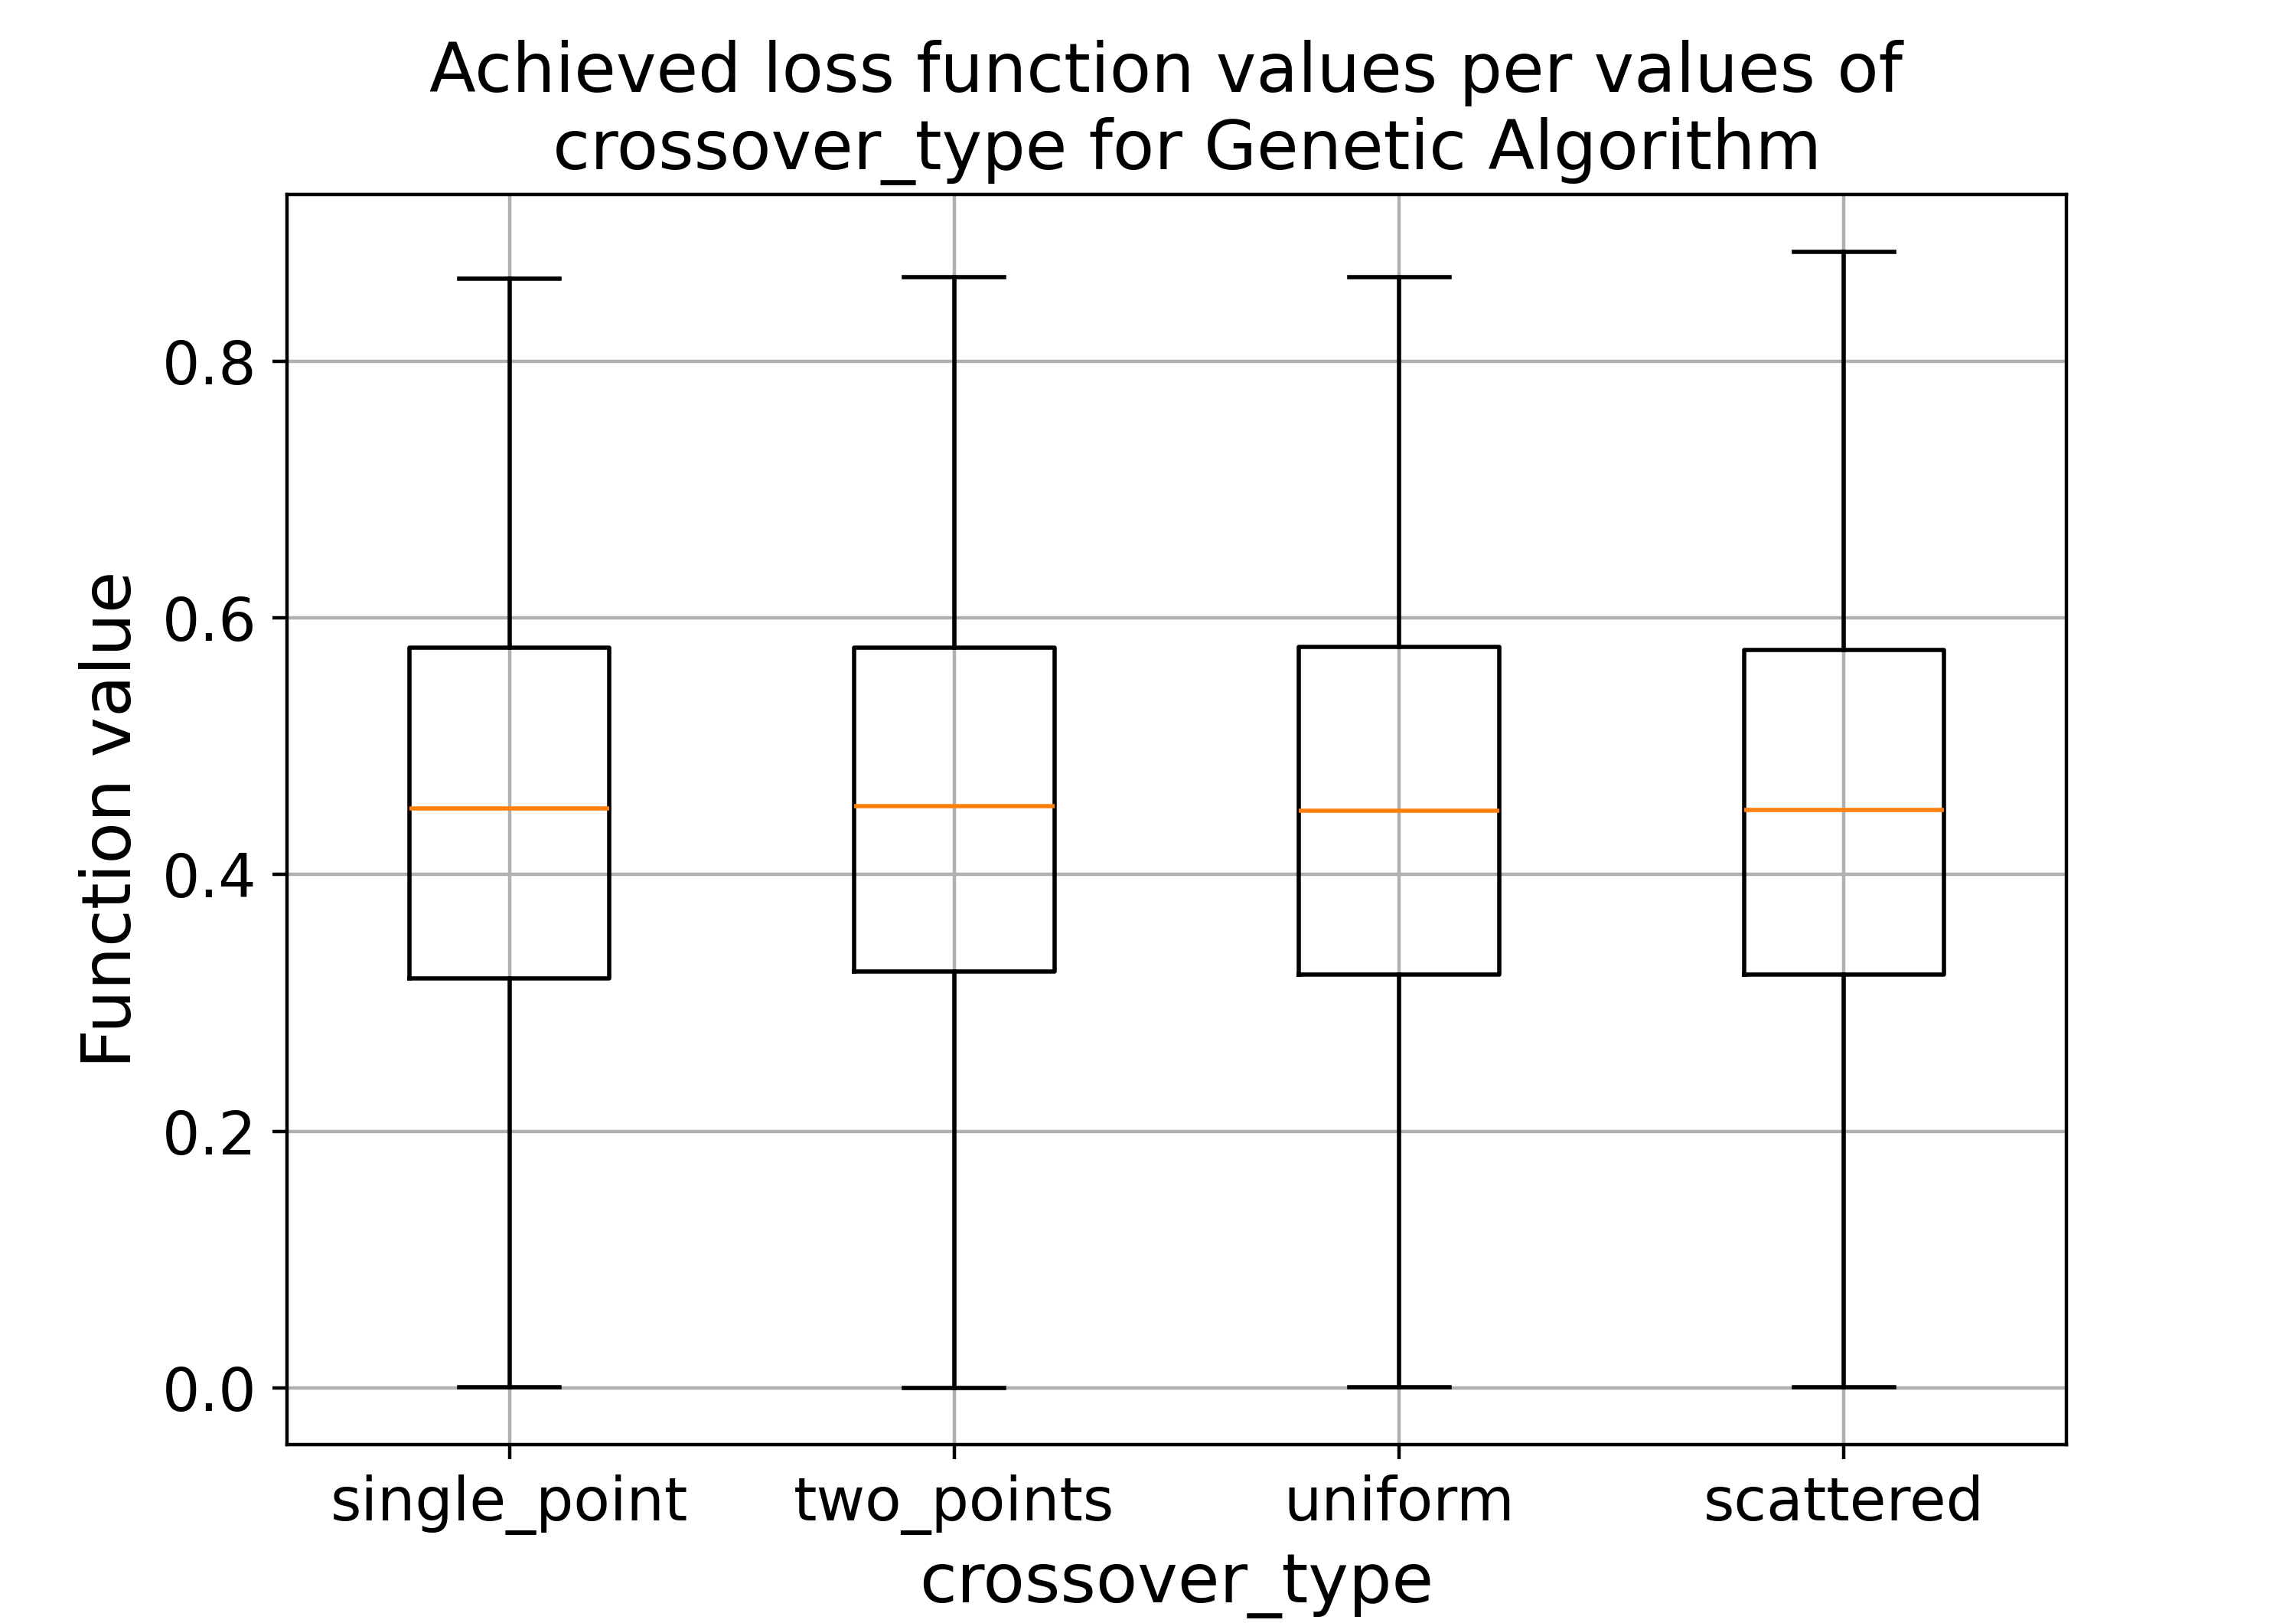 Achieved loss function values per values of
crossover_type for Genetic Algorithm
Function value
0.8
0.6
0.4
0.2
0.0
single_point two_points uniform scattered
crossover_type